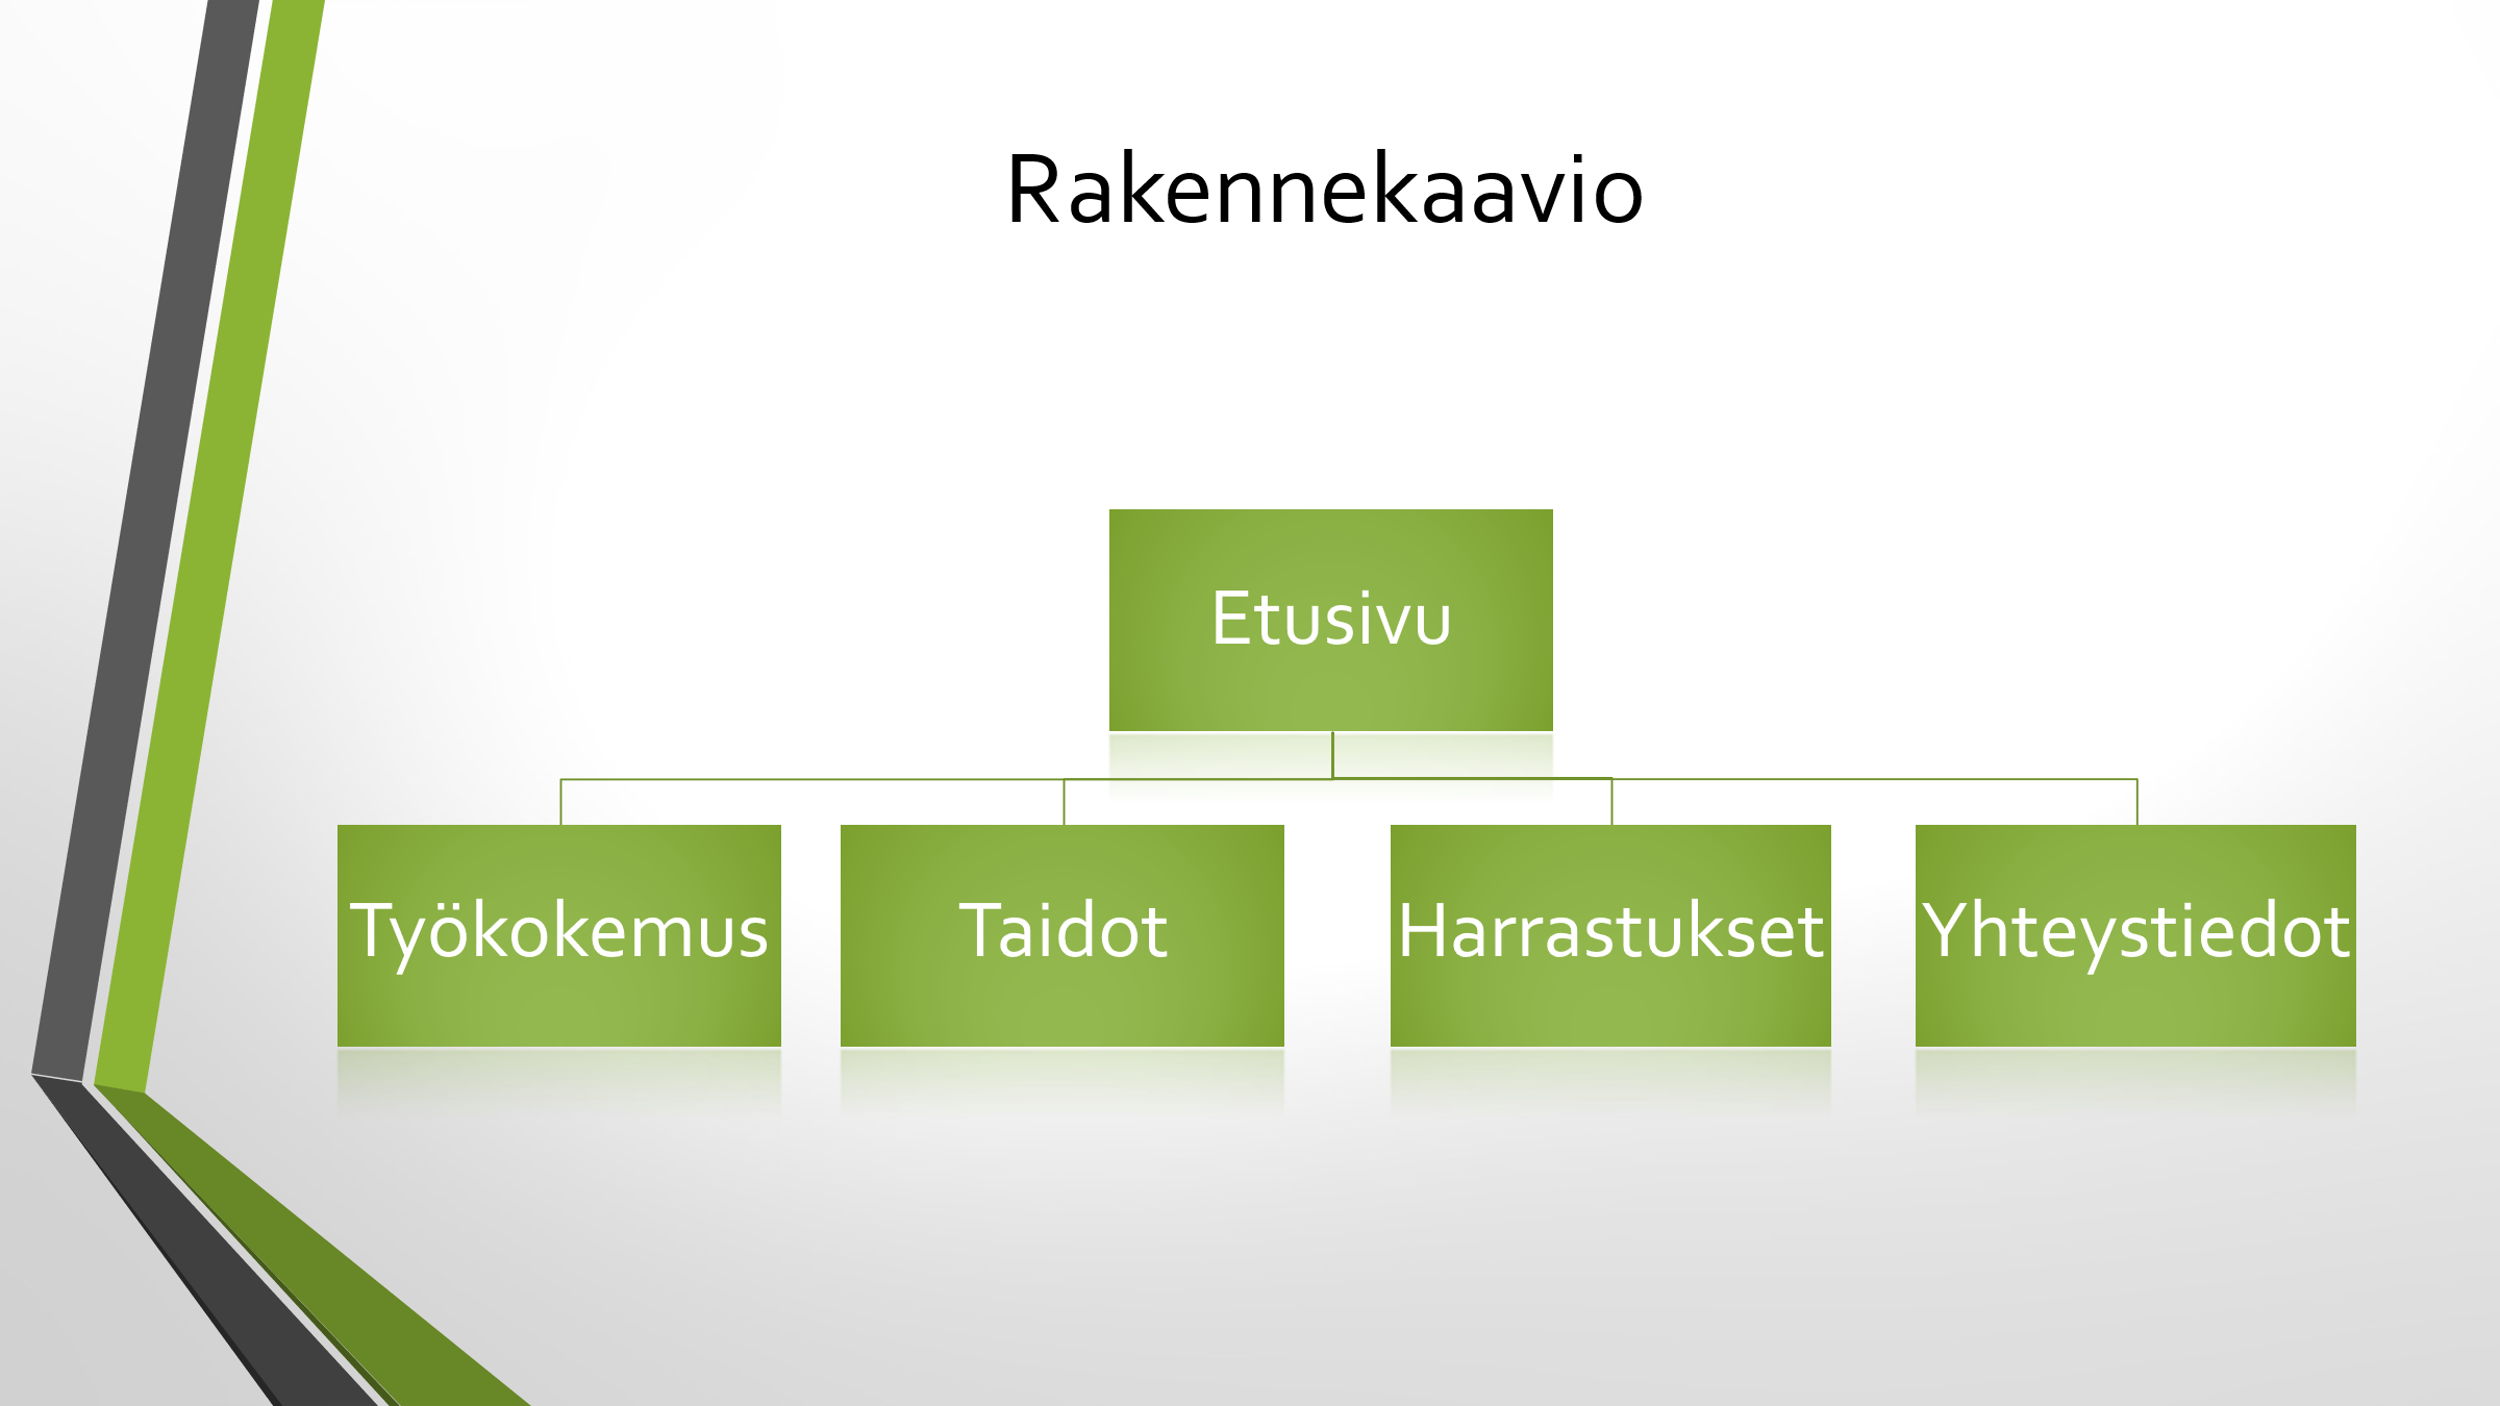 Rakennekaavio
Etusivu
Työkokemus
Taidot
Harrastukset
Yhteystiedot